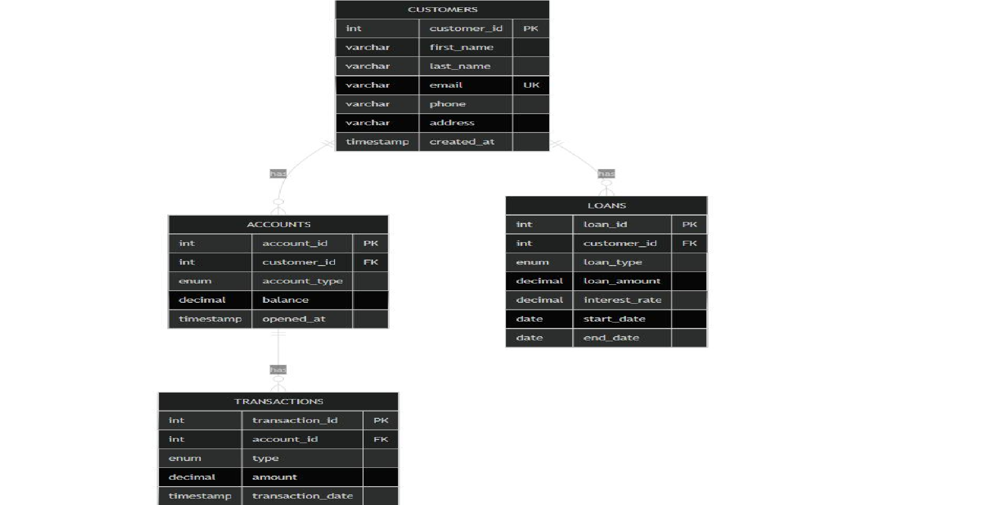 CUSTOMERS
int customer_id PK
varchar first_name
varchar last_name
varchar email UK
varchar phone
varchar address
timestamp created_at
has
has
ACCOUNTS
int account_id PK
int customer_id FK
enum account_type
decimal balance
timestamp opened_at
LOANS
int loan_id PK
int customer_id FK
enum loan_type
decimal loan_amount
decimal interest_rate
date start_date
date end_date
has
TRANSACTIONS
int transaction_id PK
int account_id FK
enum type
decimal amount
timestamp transaction_date